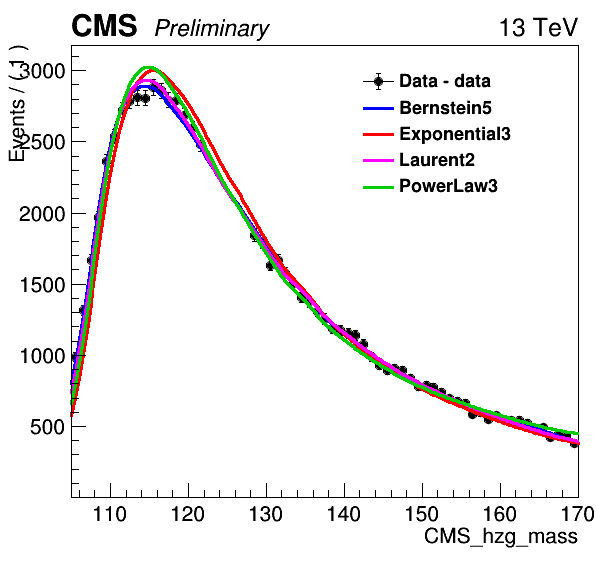 CMS Preliminary 13 TeV
Events / ( 1 )
3000
2500
2000
1500
1000
500
Data - data
Bernstein5
Exponential3
Laurent2
PowerLaw3
110 120 130 140 150 160 170
CMS_hzg_mass